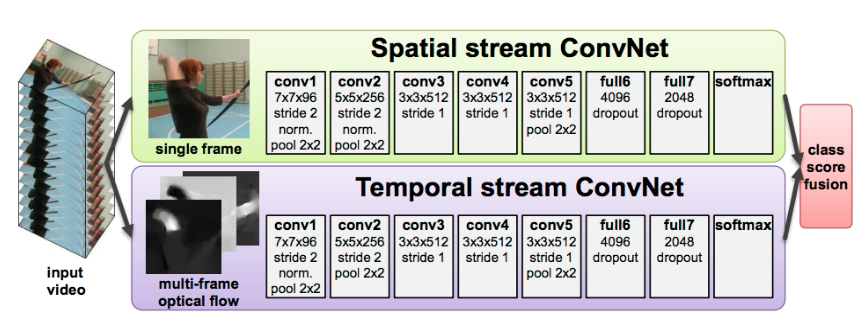 Spatial stream ConvNet
conv1
7x7x96
stride 2
norm.
pool 2x2
conv2
5x5x256
stride 2
norm.
pool 2x2
conv3
3x3x512
stride 1
conv4
3x3x512
stride 1
conv5
3x3x512
stride 1
pool 2x2
full6
4096
dropout
full7
2048
dropout
softmax
single frame
Temporal stream ConvNet
conv1
7x7x96
stride 2
norm.
pool 2x2
conv2
5x5x256
stride 2
pool 2x2
conv3
3x3x512
stride 1
conv4
3x3x512
stride 1
conv5
3x3x512
stride 1
pool 2x2
full6
4096
dropout
full7
2048
dropout
softmax
multi-frame
optical flow
input
video
class
score
fusion